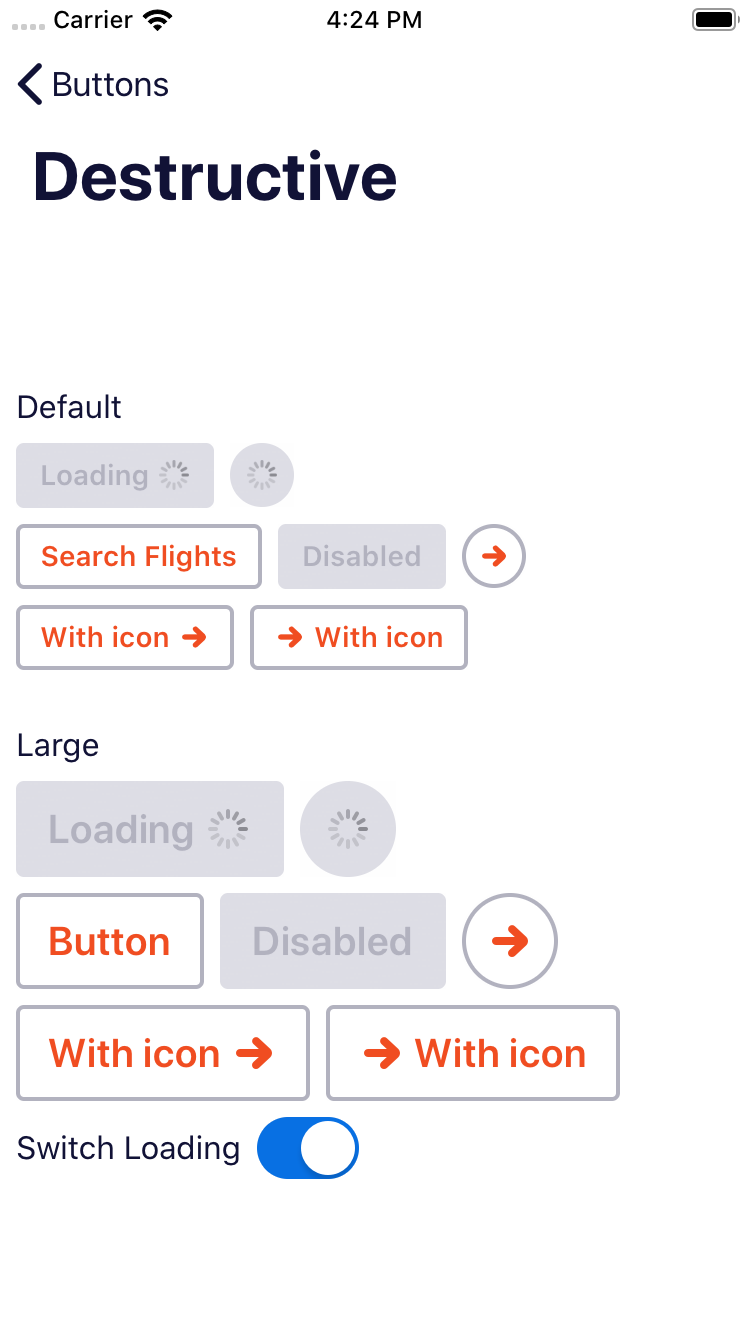 Carrier 4:24 PM
Buttons
Destructive
Default
Loading
Search Flights Disabled
With icon With icon
Large
Loading
Button Disabled
With icon With icon
Switch Loading